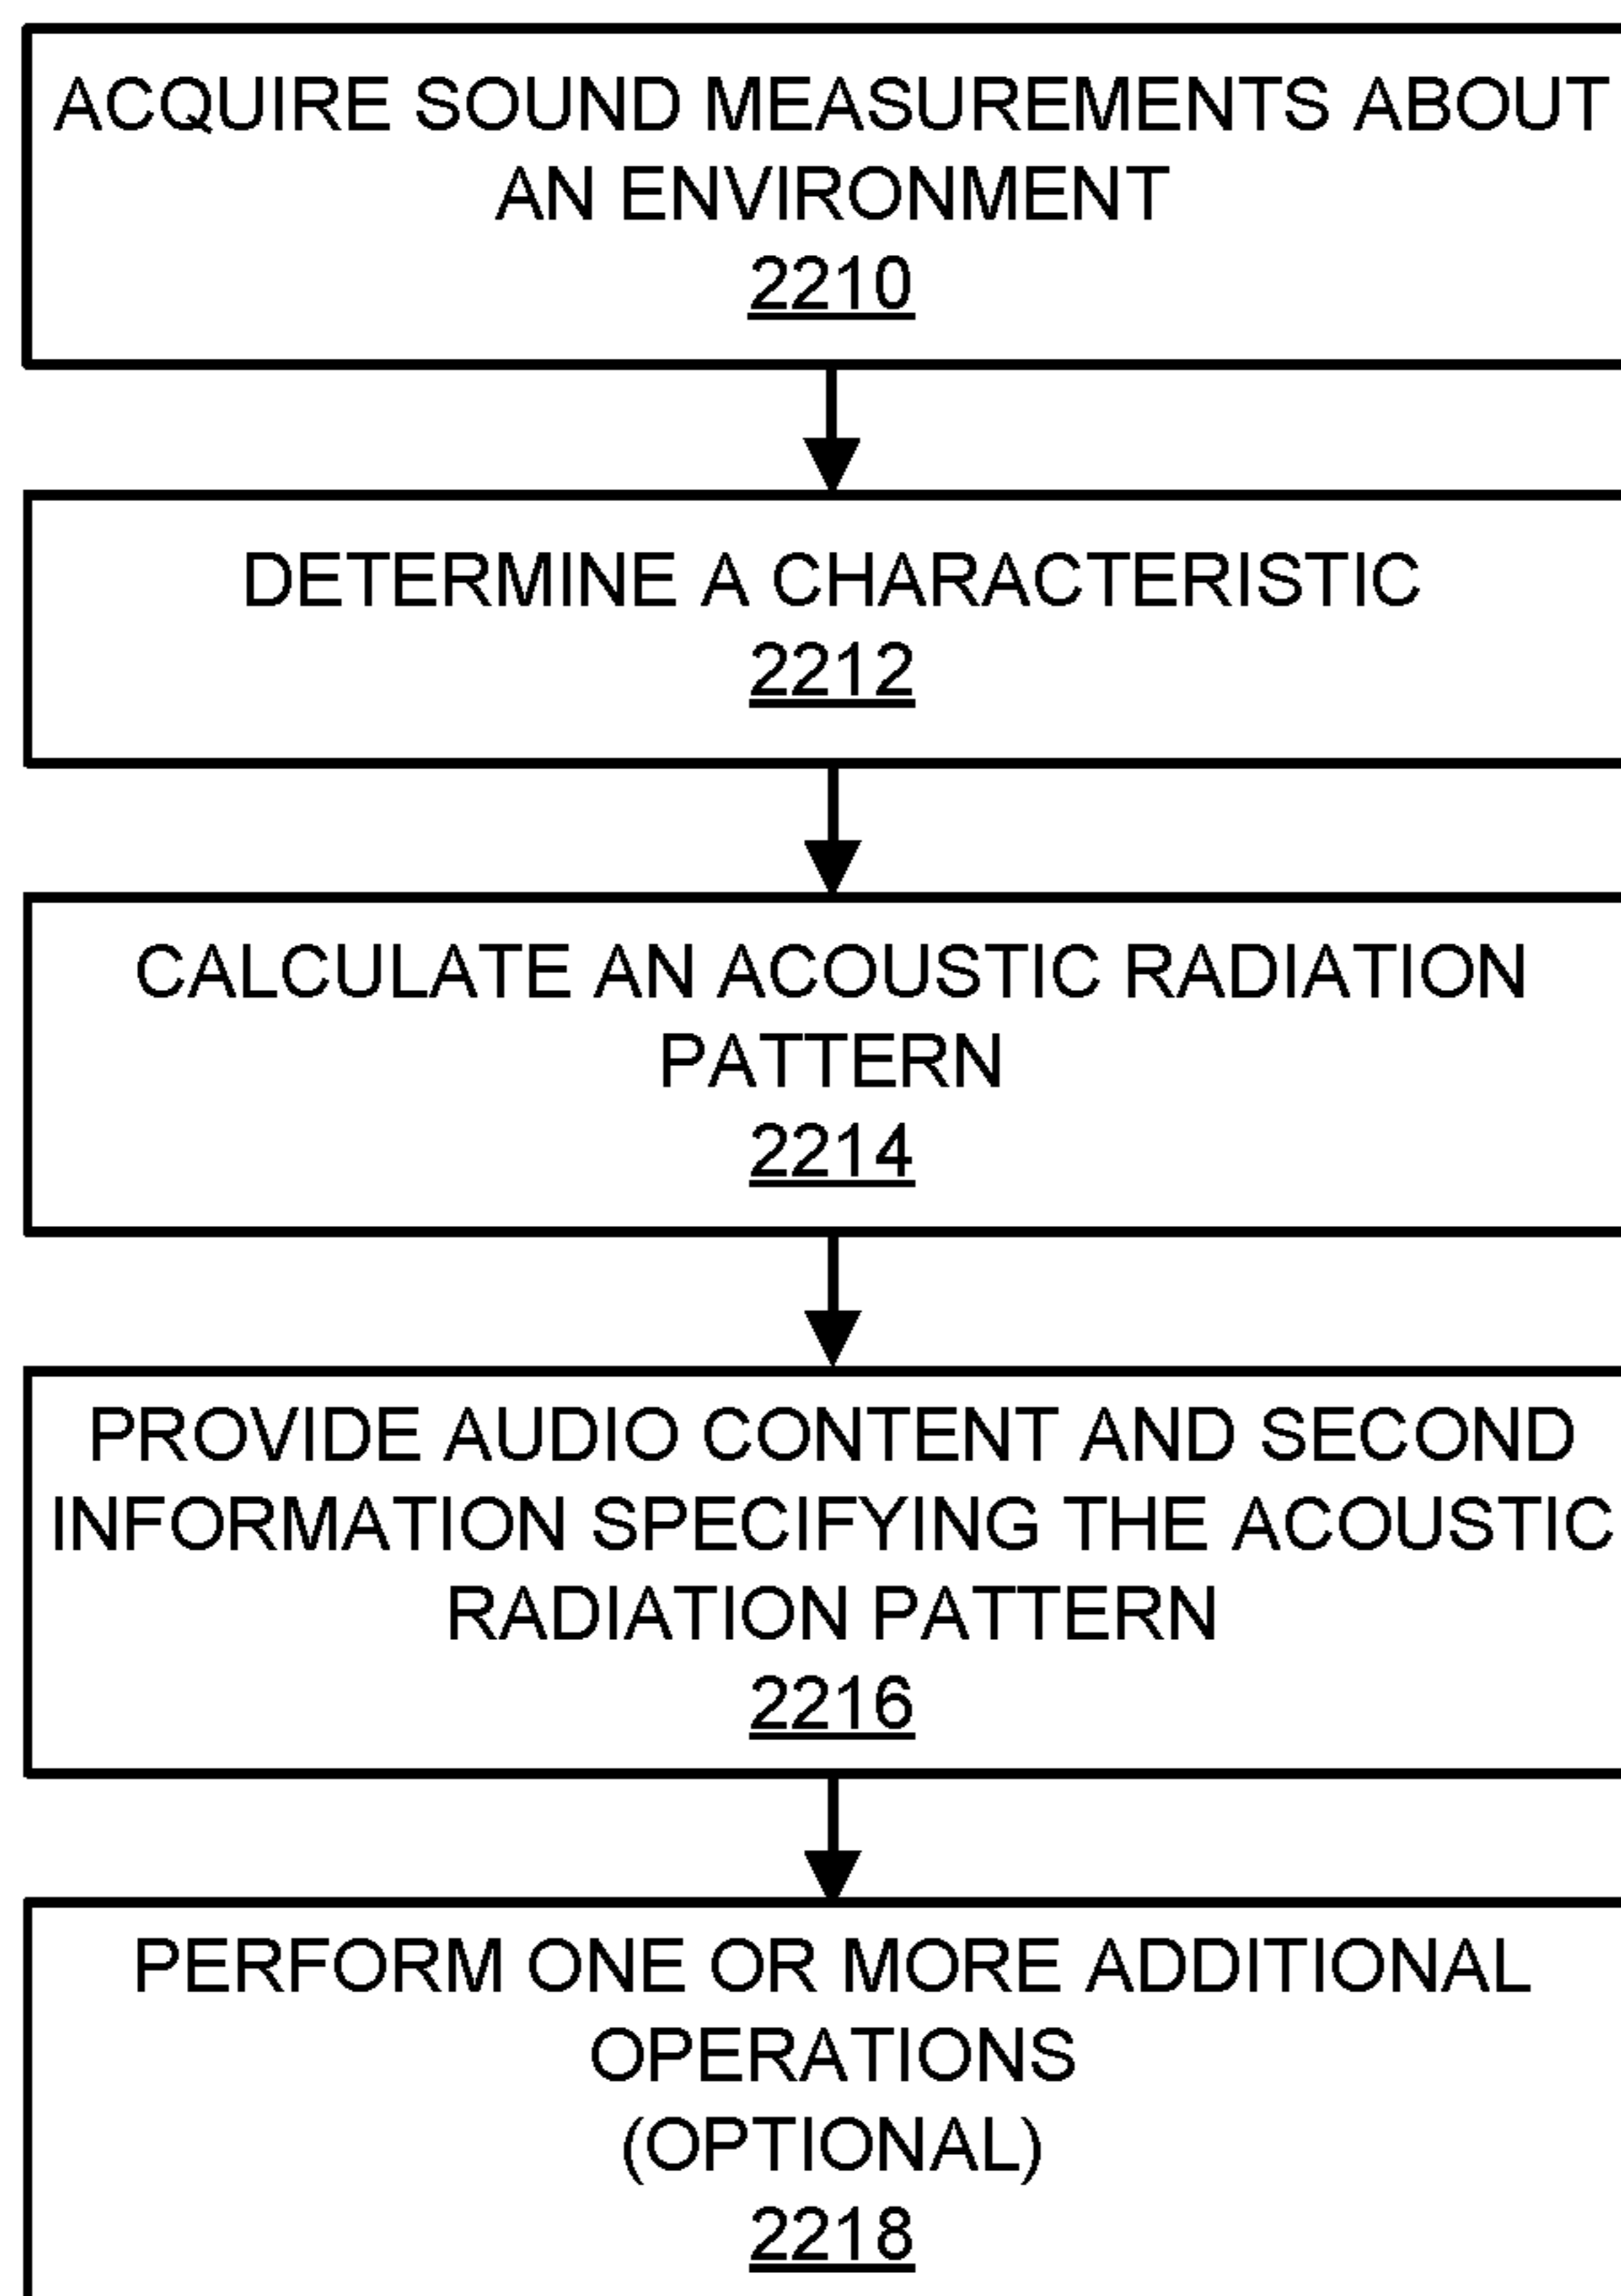 ACQUIRE SOUND MEASUREMENTS ABOUT
AN ENVIRONMENT
2210
DETERMINE A CHARACTERISTIC
2212
CALCULATE AN ACOUSTIC RADIATION
PATTERN
2214
PROVIDE AUDIO CONTENT AND SECOND
INFORMATION SPECIFYING THE ACOUSTIC
RADIATION PATTERN
2216
PERFORM ONE OR MORE ADDITIONAL
OPERATIONS
(OPTIONAL)
2218